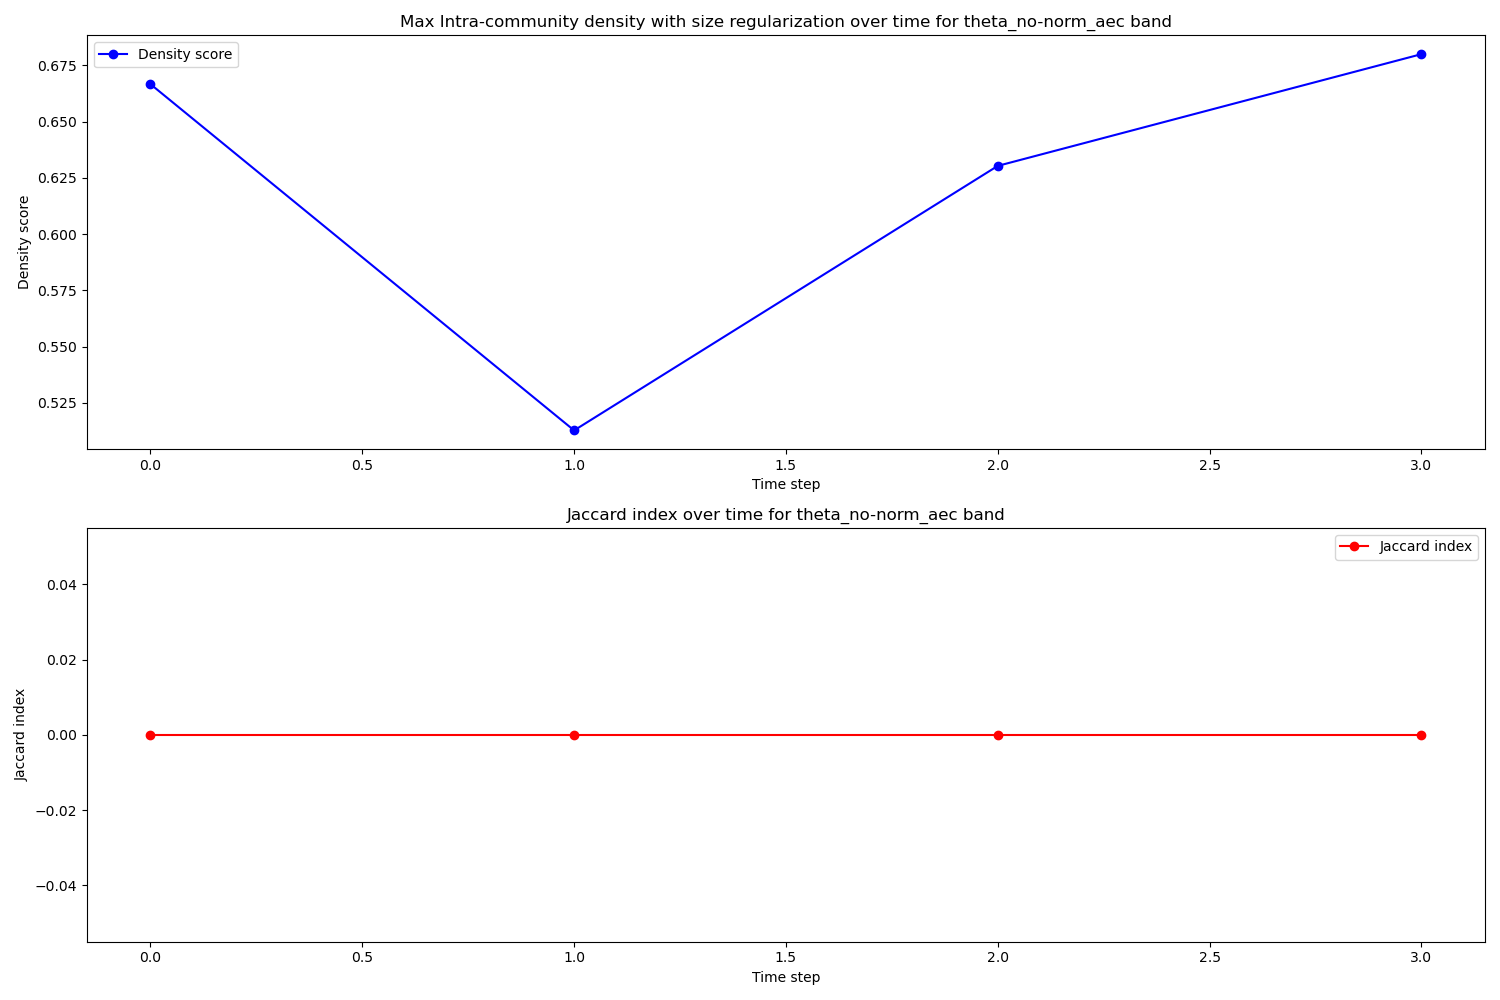 Max Intra-community density with size regularization over time for theta_no-norm_aec band
Density score
0.675
0.650
0.625
0.600
0.575
0.550
0.525
Density score
0.0 0.5 1.0 1.5 2.0 2.5 3.0
Time step
Jaccard index over time for theta_no-norm_aec band
Jaccard index
0.04
0.02
0.00
−0.02
−0.04
Jaccard index
0.0 0.5 1.0 1.5 2.0 2.5 3.0
Time step